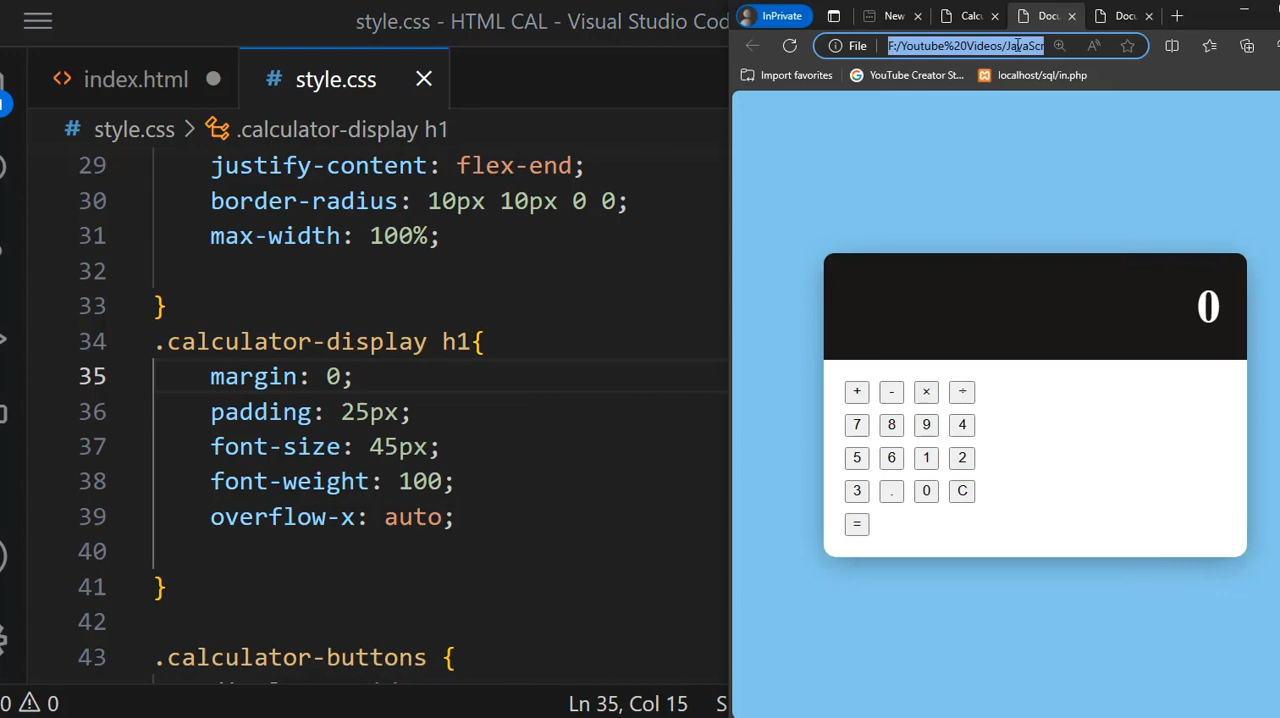 style.css - HTML CAL - Visual Studio Cod
index.html
# style.css
# style.css > .calculator-display h1
29 justify-content: flex-end;
30 border-radius: 10px 10px 0 0;
31 max-width: 100%;
32
33 }
34 .calculator-display h1{
35 margin: 0;
36 padding: 25px;
37 font-size: 45px;
38 font-weight: 100;
39 overflow-x: auto;
40
41 }
42
43 .calculator-buttons {
0 0
Ln 35, Col 15 S
InPrivate New Calcu Docu Docu
File F:/Youtube%20Videos/JavaScr
Import favorites YouTube Creator St... localhost/sql/in.php
0
+ - × ÷
7 8 9 4
5 6 1 2
3 . 0 C
=